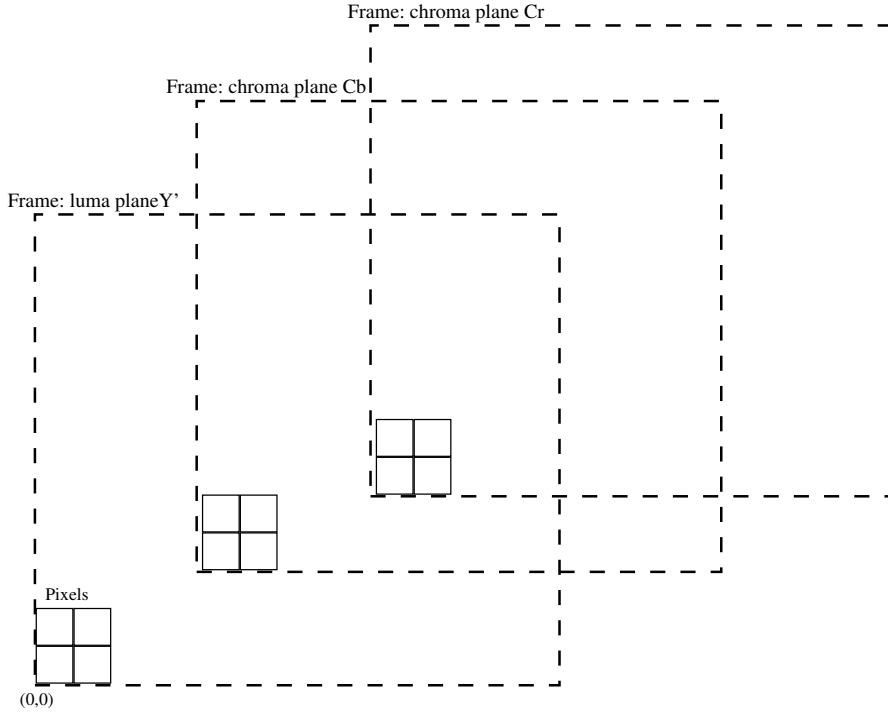 Frame: chroma plane Cr
Frame: chroma plane Cb
Frame: luma planeY’
Pixels
(0,0)